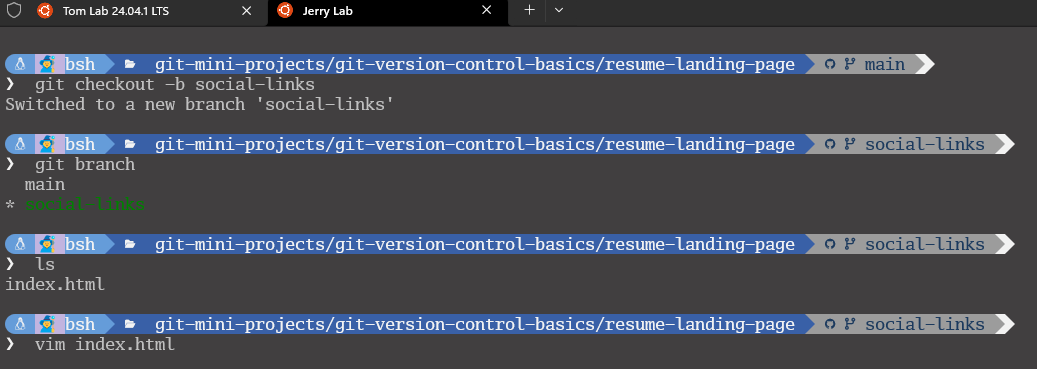 Tom Lab 24.04.1 LTS
Jerry Lab
bsh git-mini-projects/git-version-control-basics/resume-landing-page main
❯ git checkout -b social-links
Switched to a new branch 'social-links'
bsh git-mini-projects/git-version-control-basics/resume-landing-page social-links
❯ git branch
main
* social-links
bsh git-mini-projects/git-version-control-basics/resume-landing-page social-links
❯ ls
index.html
bsh git-mini-projects/git-version-control-basics/resume-landing-page social-links
❯ vim index.html